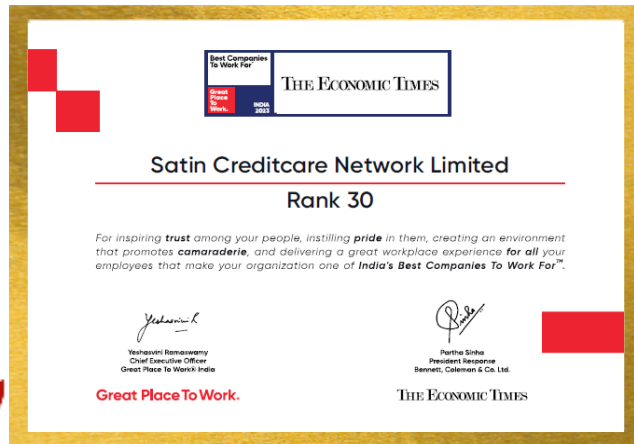 Best Companies
To Work For
Great
Place
To
Work.
INDIA
2023
THE ECONOMIC TIMES
Satin Creditcare Network Limited
Rank 30
For inspiring trust among your people, instilling pride in them, creating an environment
that promotes camaraderie, and delivering a great workplace experience for all your
employees that make your organization one of India's Best Companies To Work For™.
Yeshasvini R
Sinha
Yeshasvini Ramaswamy
Chief Executive Officer
Great Place To Work® India
Partha Sinha
President Response
Bennett, Coleman & Co. Ltd.
Great Place To Work.
THE ECONOMIC TIMES